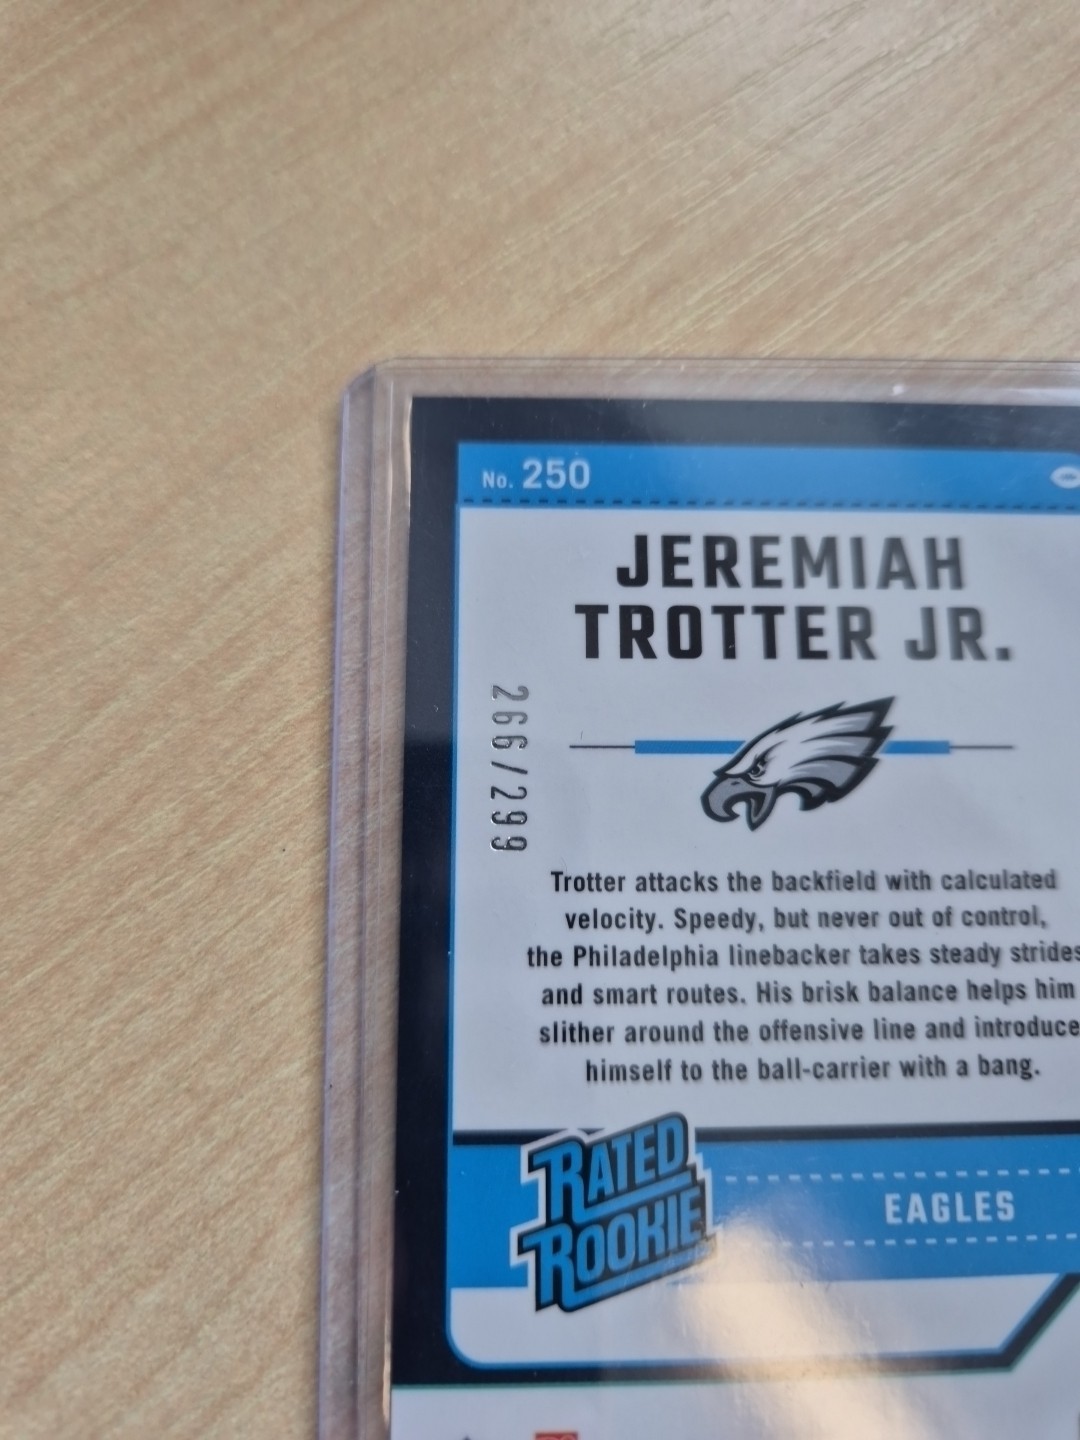 No. 250
JEREMIAH
TROTTER JR.
266/299
Trotter attacks the backfield with calculated
velocity. Speedy, but never out of control,
the Philadelphia linebacker takes steady strides
and smart routes. His brisk balance helps him
slither around the offensive line and introduce
himself to the ball-carrier with a bang.
RATED
ROOKIE
EAGLES